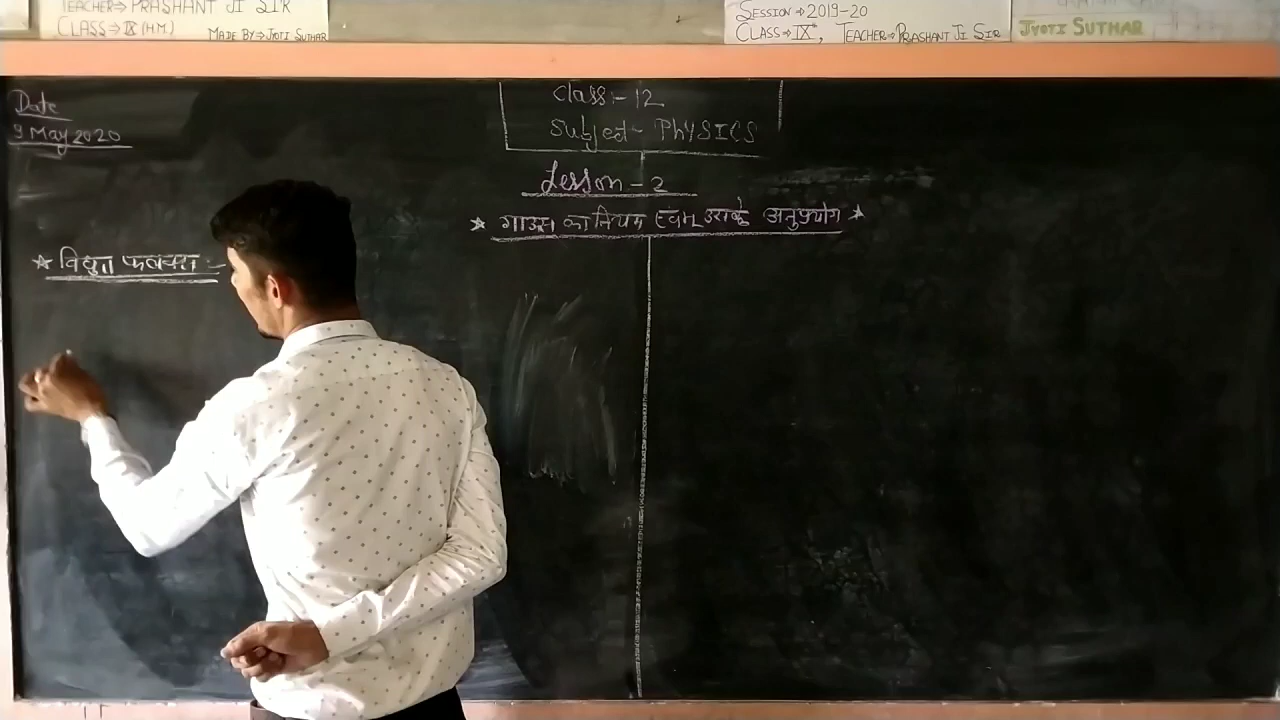 TEACHER→ PRASHANT JI SIR
CLASS→ IX (H.M.)
MADE BY→ JYOTI SUTHAR
SESSION→2019-20
CLASS→IX, TEACHER→PRASHANT JI SIR
JYOTI SUTHAR
Date
9 May 2020
Class:- 12
Subject- PHYSICS
Lesson - 2
★ गाउस का नियम एवम् उसके अनुप्रयोग ★
★ विद्युत फ्लक्स :-